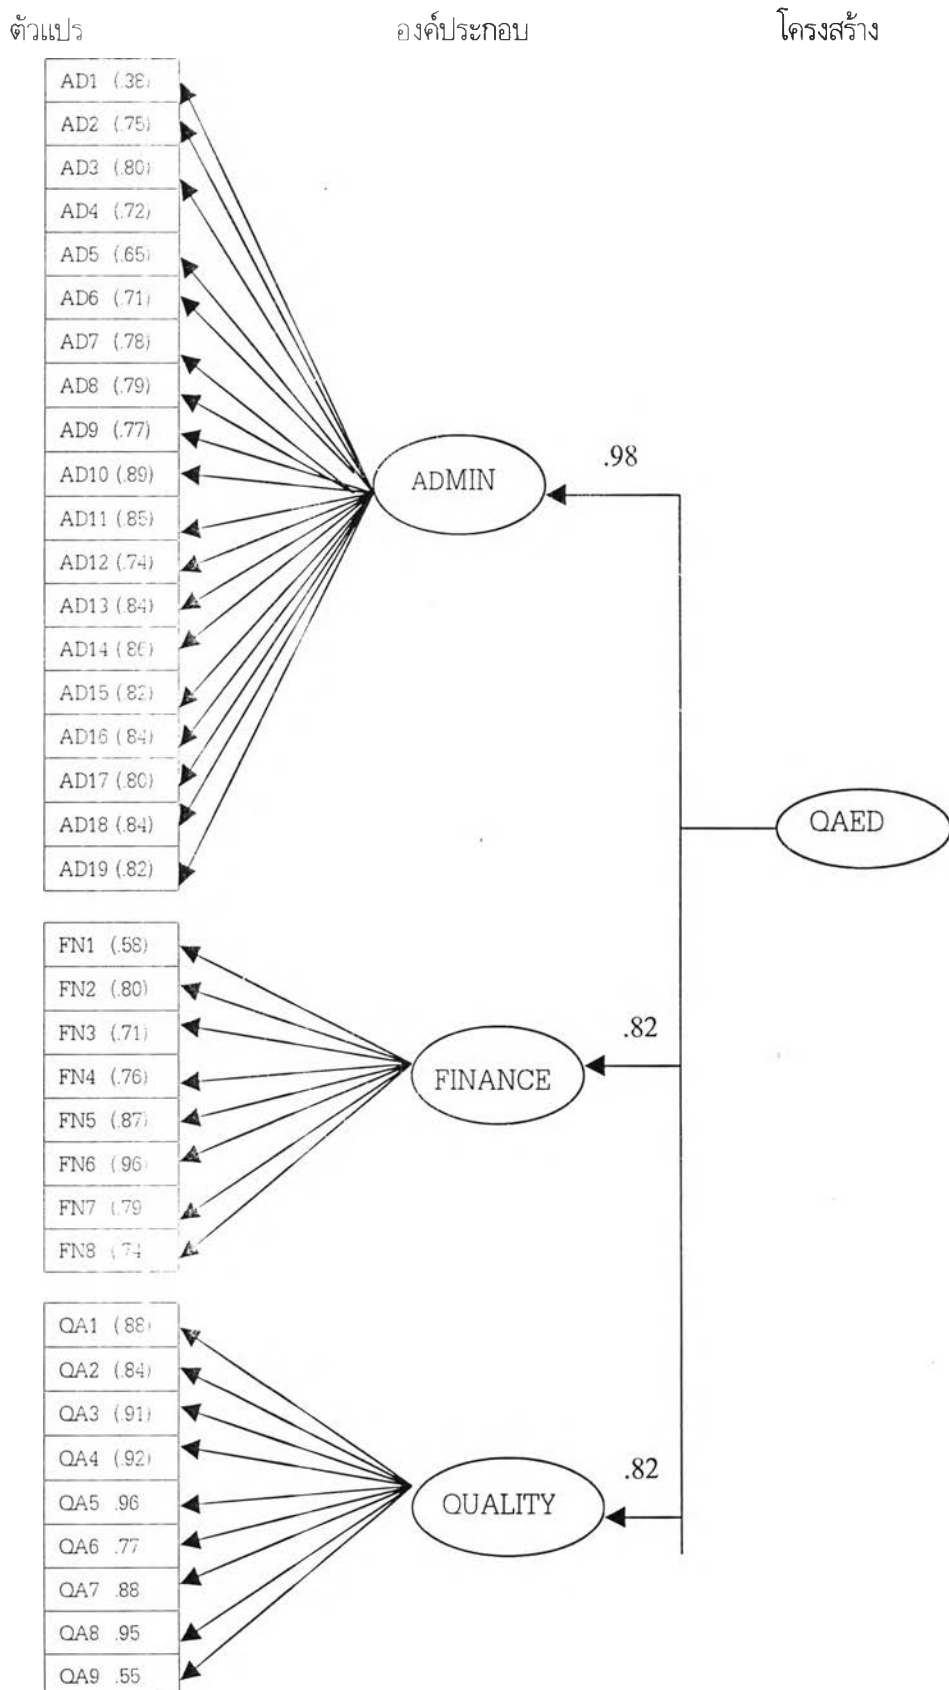 ตัวแปร องค์ประกอบ โครงสร้าง
AD1 (.38)
AD2 (.75)
AD3 (.80)
AD4 (.72)
AD5 (.65)
AD6 (.71)
AD7 (.78)
AD8 (.79)
AD9 (.77)
.98
ADMIN
AD10 (.89)
AD11 (.85)
AD12 (.74)
AD13 (.84)
AD14 (.86)
AD15 (.82)
AD16 (.84)
AD17 (.80)
AD18 (.84)
QAED
AD19 (.82)
FN1 (.58)
FN2 (.80)
FN3 (.71)
.82
FN4 (.76)
FINANCE
FN5 (.87)
FN6 (.96)
FN7 (.79
FN8 (.74
QA1 (.88)
QA2 (.84)
QA3 (.91)
QA4 (.92)
.82
QA5 .96
QUALITY
QA6 .77
QA7 .88
QA8 .95
QA9 .55